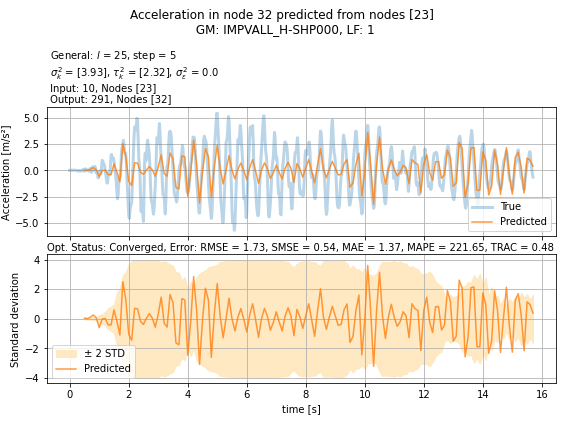 Acceleration in node 32 predicted from nodes [23]
GM: IMPVALL_H-SHP000, LF: 1
General: l = 25, step = 5
σ²ₖ = [3.93], τ²ₖ = [2.32], σ²ε = 0.0
Input: 10, Nodes [23]
Output: 291, Nodes [32]
Acceleration [m/s²]
5.0
2.5
0.0
−2.5
−5.0
True
Predicted
Opt. Status: Converged, Error: RMSE = 1.73, SMSE = 0.54, MAE = 1.37, MAPE = 221.65, TRAC = 0.48
Standard deviation
4
2
0
−2
−4
± 2 STD
Predicted
0 2 4 6 8 10 12 14 16
time [s]